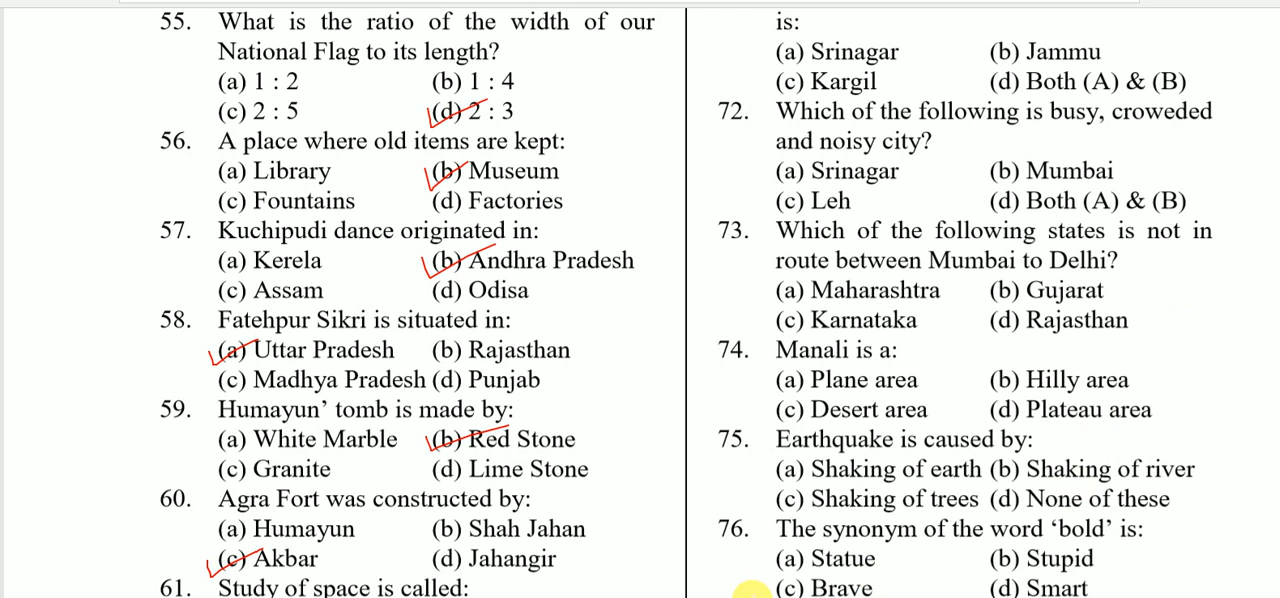 55. What is the ratio of the width of our
National Flag to its length?
(a) 1 : 2 (b) 1 : 4
(c) 2 : 5 (d) 2 : 3
56. A place where old items are kept:
(a) Library (b) Museum
(c) Fountains (d) Factories
57. Kuchipudi dance originated in:
(a) Kerela (b) Andhra Pradesh
(c) Assam (d) Odisa
58. Fatehpur Sikri is situated in:
(a) Uttar Pradesh (b) Rajasthan
(c) Madhya Pradesh (d) Punjab
59. Humayun’ tomb is made by:
(a) White Marble (b) Red Stone
(c) Granite (d) Lime Stone
60. Agra Fort was constructed by:
(a) Humayun (b) Shah Jahan
(c) Akbar (d) Jahangir
61. Study of space is called:
is:
(a) Srinagar (b) Jammu
(c) Kargil (d) Both (A) & (B)
72. Which of the following is busy, croweded
and noisy city?
(a) Srinagar (b) Mumbai
(c) Leh (d) Both (A) & (B)
73. Which of the following states is not in
route between Mumbai to Delhi?
(a) Maharashtra (b) Gujarat
(c) Karnataka (d) Rajasthan
74. Manali is a:
(a) Plane area (b) Hilly area
(c) Desert area (d) Plateau area
75. Earthquake is caused by:
(a) Shaking of earth (b) Shaking of river
(c) Shaking of trees (d) None of these
76. The synonym of the word ‘bold’ is:
(a) Statue (b) Stupid
(c) Brave (d) Smart